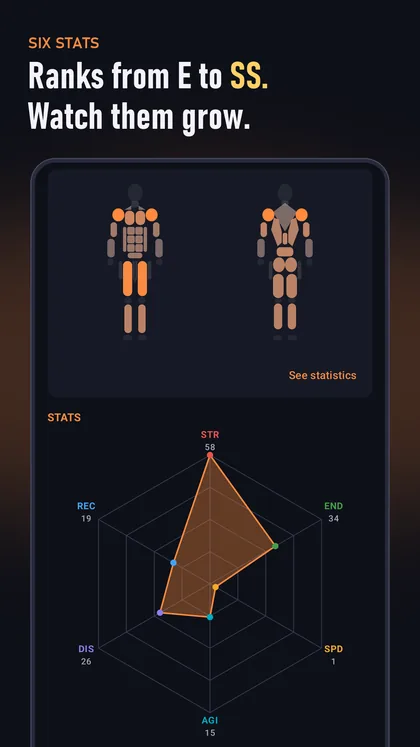 SIX STATS
Ranks from E to SS.
Watch them grow.
See statistics
STATS
STR
58
REC
19
END
34
DIS
26
SPD
1
AGI
15